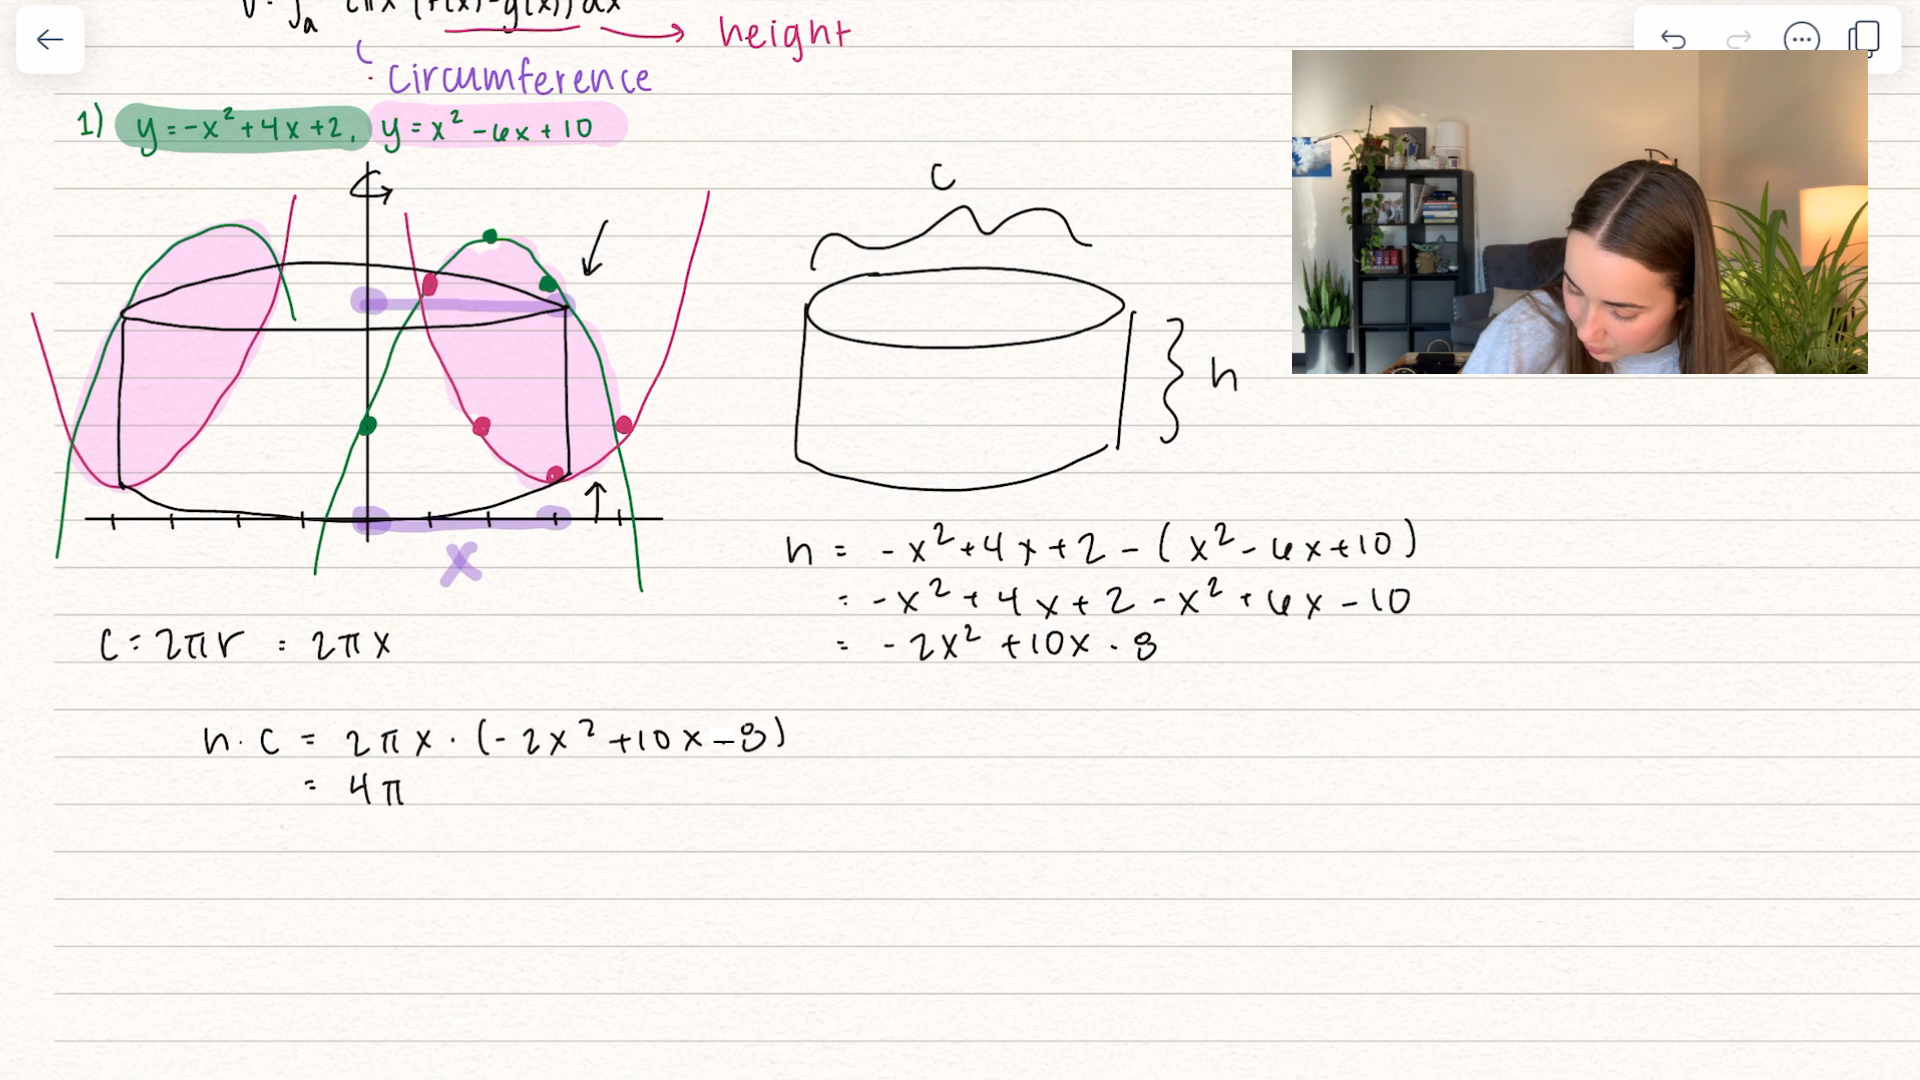 height
circumference
1) y = -x² + 4x + 2, y = x² - 6x + 10
C
h
x
h = -x² + 4x + 2 - (x² - 6x + 10)
= -x² + 4x + 2 - x² + 6x - 10
= -2x² + 10x - 8
C = 2πr = 2πx
h · C = 2πx · (-2x² + 10x - 8)
= 4π